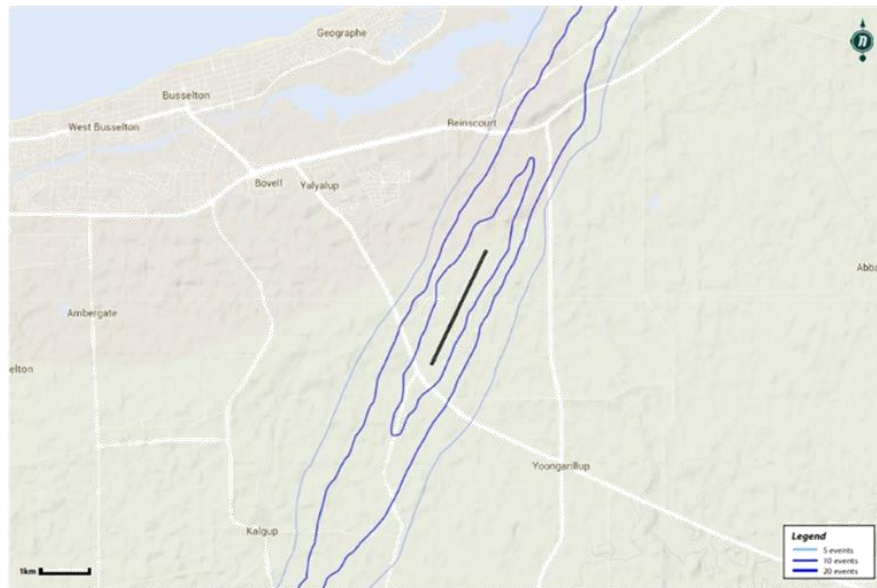 Geographe
n
Busselton
West Busselton
Reinscourt
Bovell
Yalyalup
Abba
Ambergate
elton
Yoongarillup
Kalgup
Legend
5 events
10 events
20 events
1km